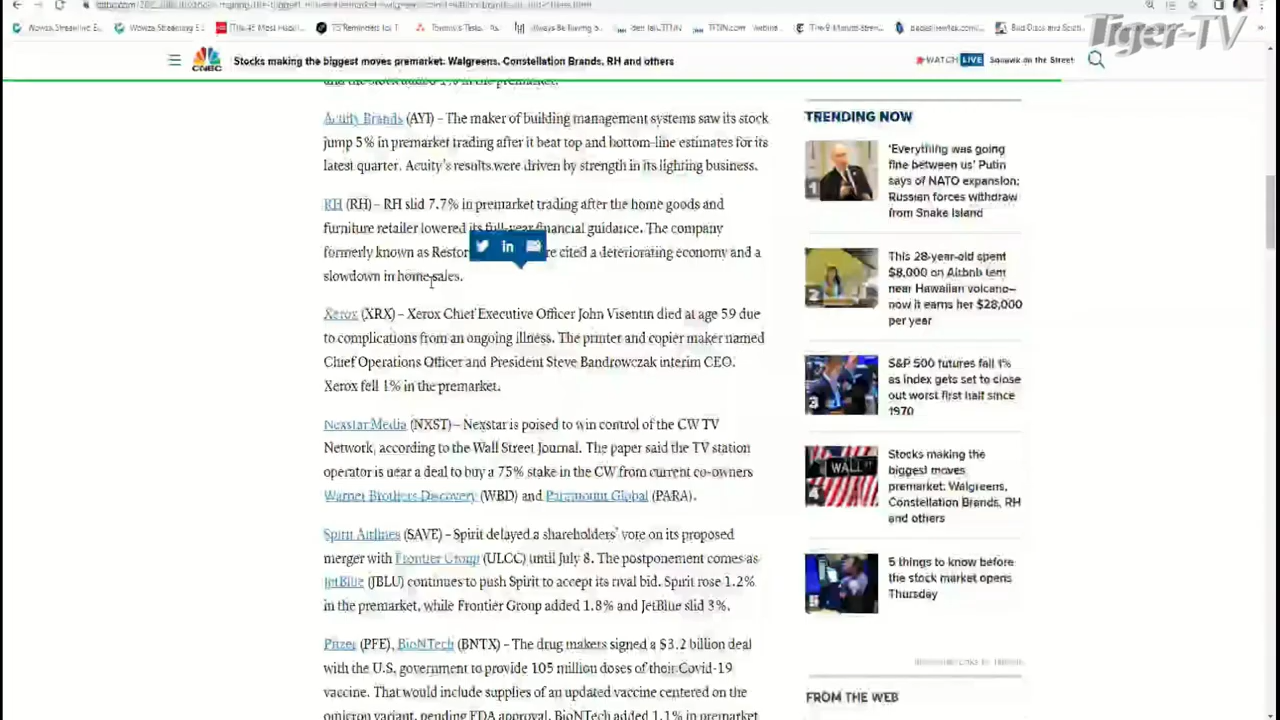 Tiger-TV
CNBC
Stocks making the biggest moves premarket: Walgreens, Constellation Brands, RH and others
WATCH LIVE
Squawk on the Street
Acuity Brands (AYI) – The maker of building management systems saw its stock
jump 5% in premarket trading after it beat top and bottom-line estimates for its
latest quarter. Acuity's results were driven by strength in its lighting business.
RH (RH) – RH slid 7.7% in premarket trading after the home goods and
furniture retailer lowered its full-year financial guidance. The company
formerly known as Restor re cited a deteriorating economy and a
slowdown in home sales.
Xerox (XRX) – Xerox Chief Executive Officer John Visentin died at age 59 due
to complications from an ongoing illness. The printer and copier maker named
Chief Operations Officer and President Steve Bandrowczak interim CEO.
Xerox fell 1% in the premarket.
Nexstar Media (NXST) – Nexstar is poised to win control of the CW TV
Network, according to the Wall Street Journal. The paper said the TV station
operator is near a deal to buy a 75% stake in the CW from current co-owners
Warner Brothers Discovery (WBD) and Paramount Global (PARA).
Spirit Airlines (SAVE) – Spirit delayed a shareholders' vote on its proposed
merger with Frontier Group (ULCC) until July 8. The postponement comes as
JetBlue (JBLU) continues to push Spirit to accept its rival bid. Spirit rose 1.2%
in the premarket, while Frontier Group added 1.8% and JetBlue slid 3%.
Pfizer (PFE), BioNTech (BNTX) – The drug makers signed a $3.2 billion deal
with the U.S. government to provide 105 million doses of their Covid-19
vaccine. That would include supplies of an updated vaccine centered on the
omicron variant, pending FDA approval. BioNTech added 1.1% in premarket
TRENDING NOW
1
'Everything was going
fine between us' Putin
says of NATO expansion;
Russian forces withdraw
from Snake Island
2
This 28-year-old spent
$8,000 on Airbnb tent
near Hawaiian volcano—
now it earns her $28,000
per year
3
S&P 500 futures fall 1%
as index gets set to close
out worst first half since
1970
4
WALL
Stocks making the
biggest moves
premarket: Walgreens,
Constellation Brands, RH
and others
5 things to know before
the stock market opens
Thursday
FROM THE WEB